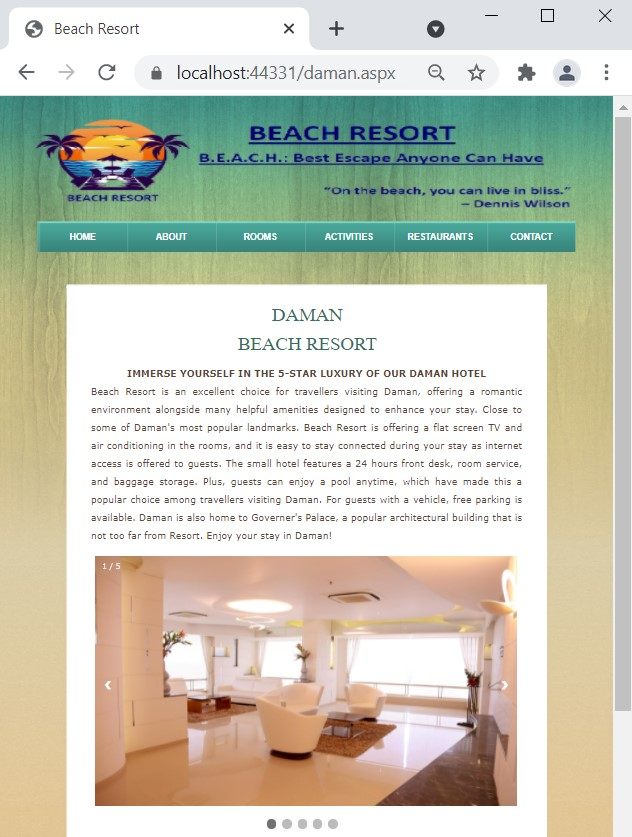 Beach Resort
localhost:44331/daman.aspx
BEACH RESORT
B.E.A.C.H.: Best Escape Anyone Can Have
"On the beach, you can live in bliss."
– Dennis Wilson
BEACH RESORT
HOME ABOUT ROOMS ACTIVITIES RESTAURANTS CONTACT
DAMAN
BEACH RESORT
IMMERSE YOURSELF IN THE 5-STAR LUXURY OF OUR DAMAN HOTEL
Beach Resort is an excellent choice for travellers visiting Daman, offering a romantic
environment alongside many helpful amenities designed to enhance your stay. Close to
some of Daman's most popular landmarks. Beach Resort is offering a flat screen TV and
air conditioning in the rooms, and it is easy to stay connected during your stay as internet
access is offered to guests. The small hotel features a 24 hours front desk, room service,
and baggage storage. Plus, guests can enjoy a pool anytime, which have made this a
popular choice among travellers visiting Daman. For guests with a vehicle, free parking is
available. Daman is also home to Governer's Palace, a popular architectural building that is
not too far from Resort. Enjoy your stay in Daman!
1 / 5